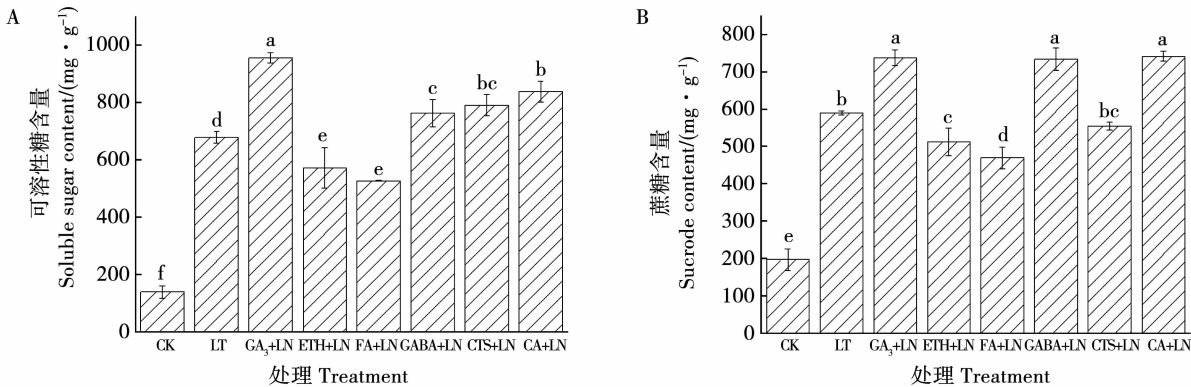 A
可溶性糖含量
Soluble sugar content/(mg·g⁻¹)
1000
800
600
400
200
0
f
d
a
e
e
c
bc
b
CK
LT
GA₃+LN
ETH+LN
FA+LN
GABA+LN
CTS+LN
CA+LN
处理 Treatment
B
蔗糖含量
Sucrode content/(mg·g⁻¹)
800
700
600
500
400
300
200
100
0
e
b
a
c
d
a
bc
a
CK
LT
GA₃+LN
ETH+LN
FA+LN
GABA+LN
CTS+LN
CA+LN
处理 Treatment